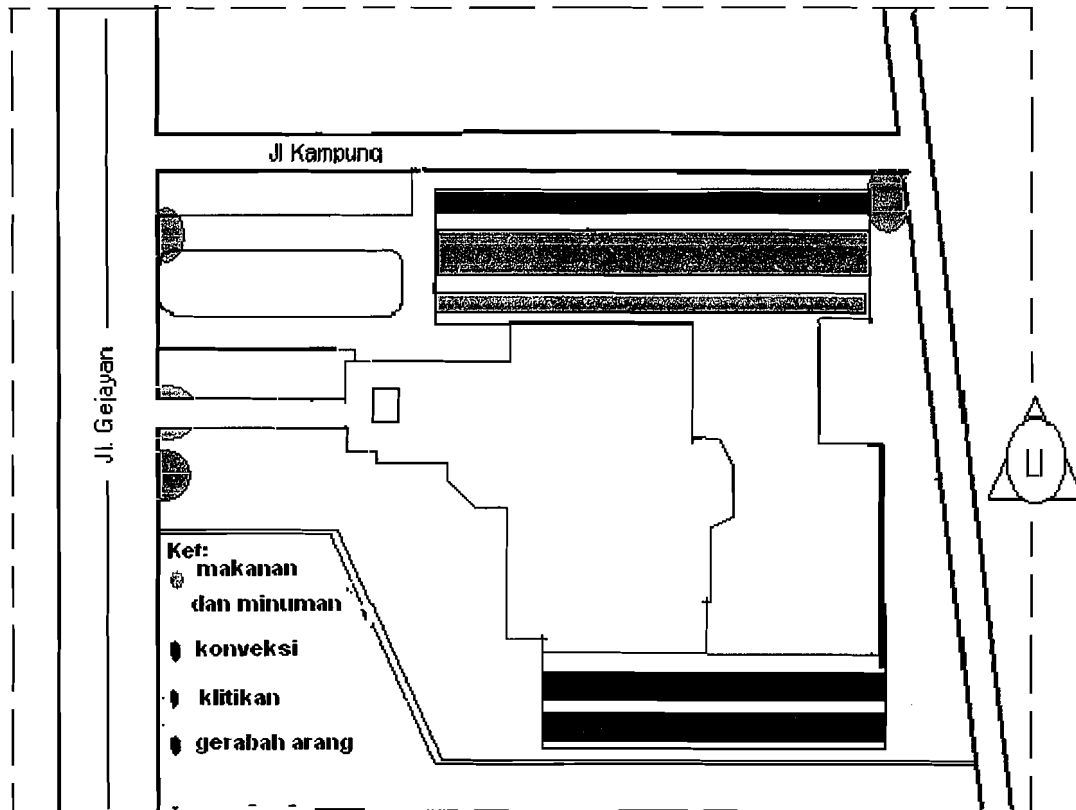 Jl Kampung
Jl. Gejayan
U
Ket:
makanan
dan minuman
konveksi
klitikan
gerabah arang